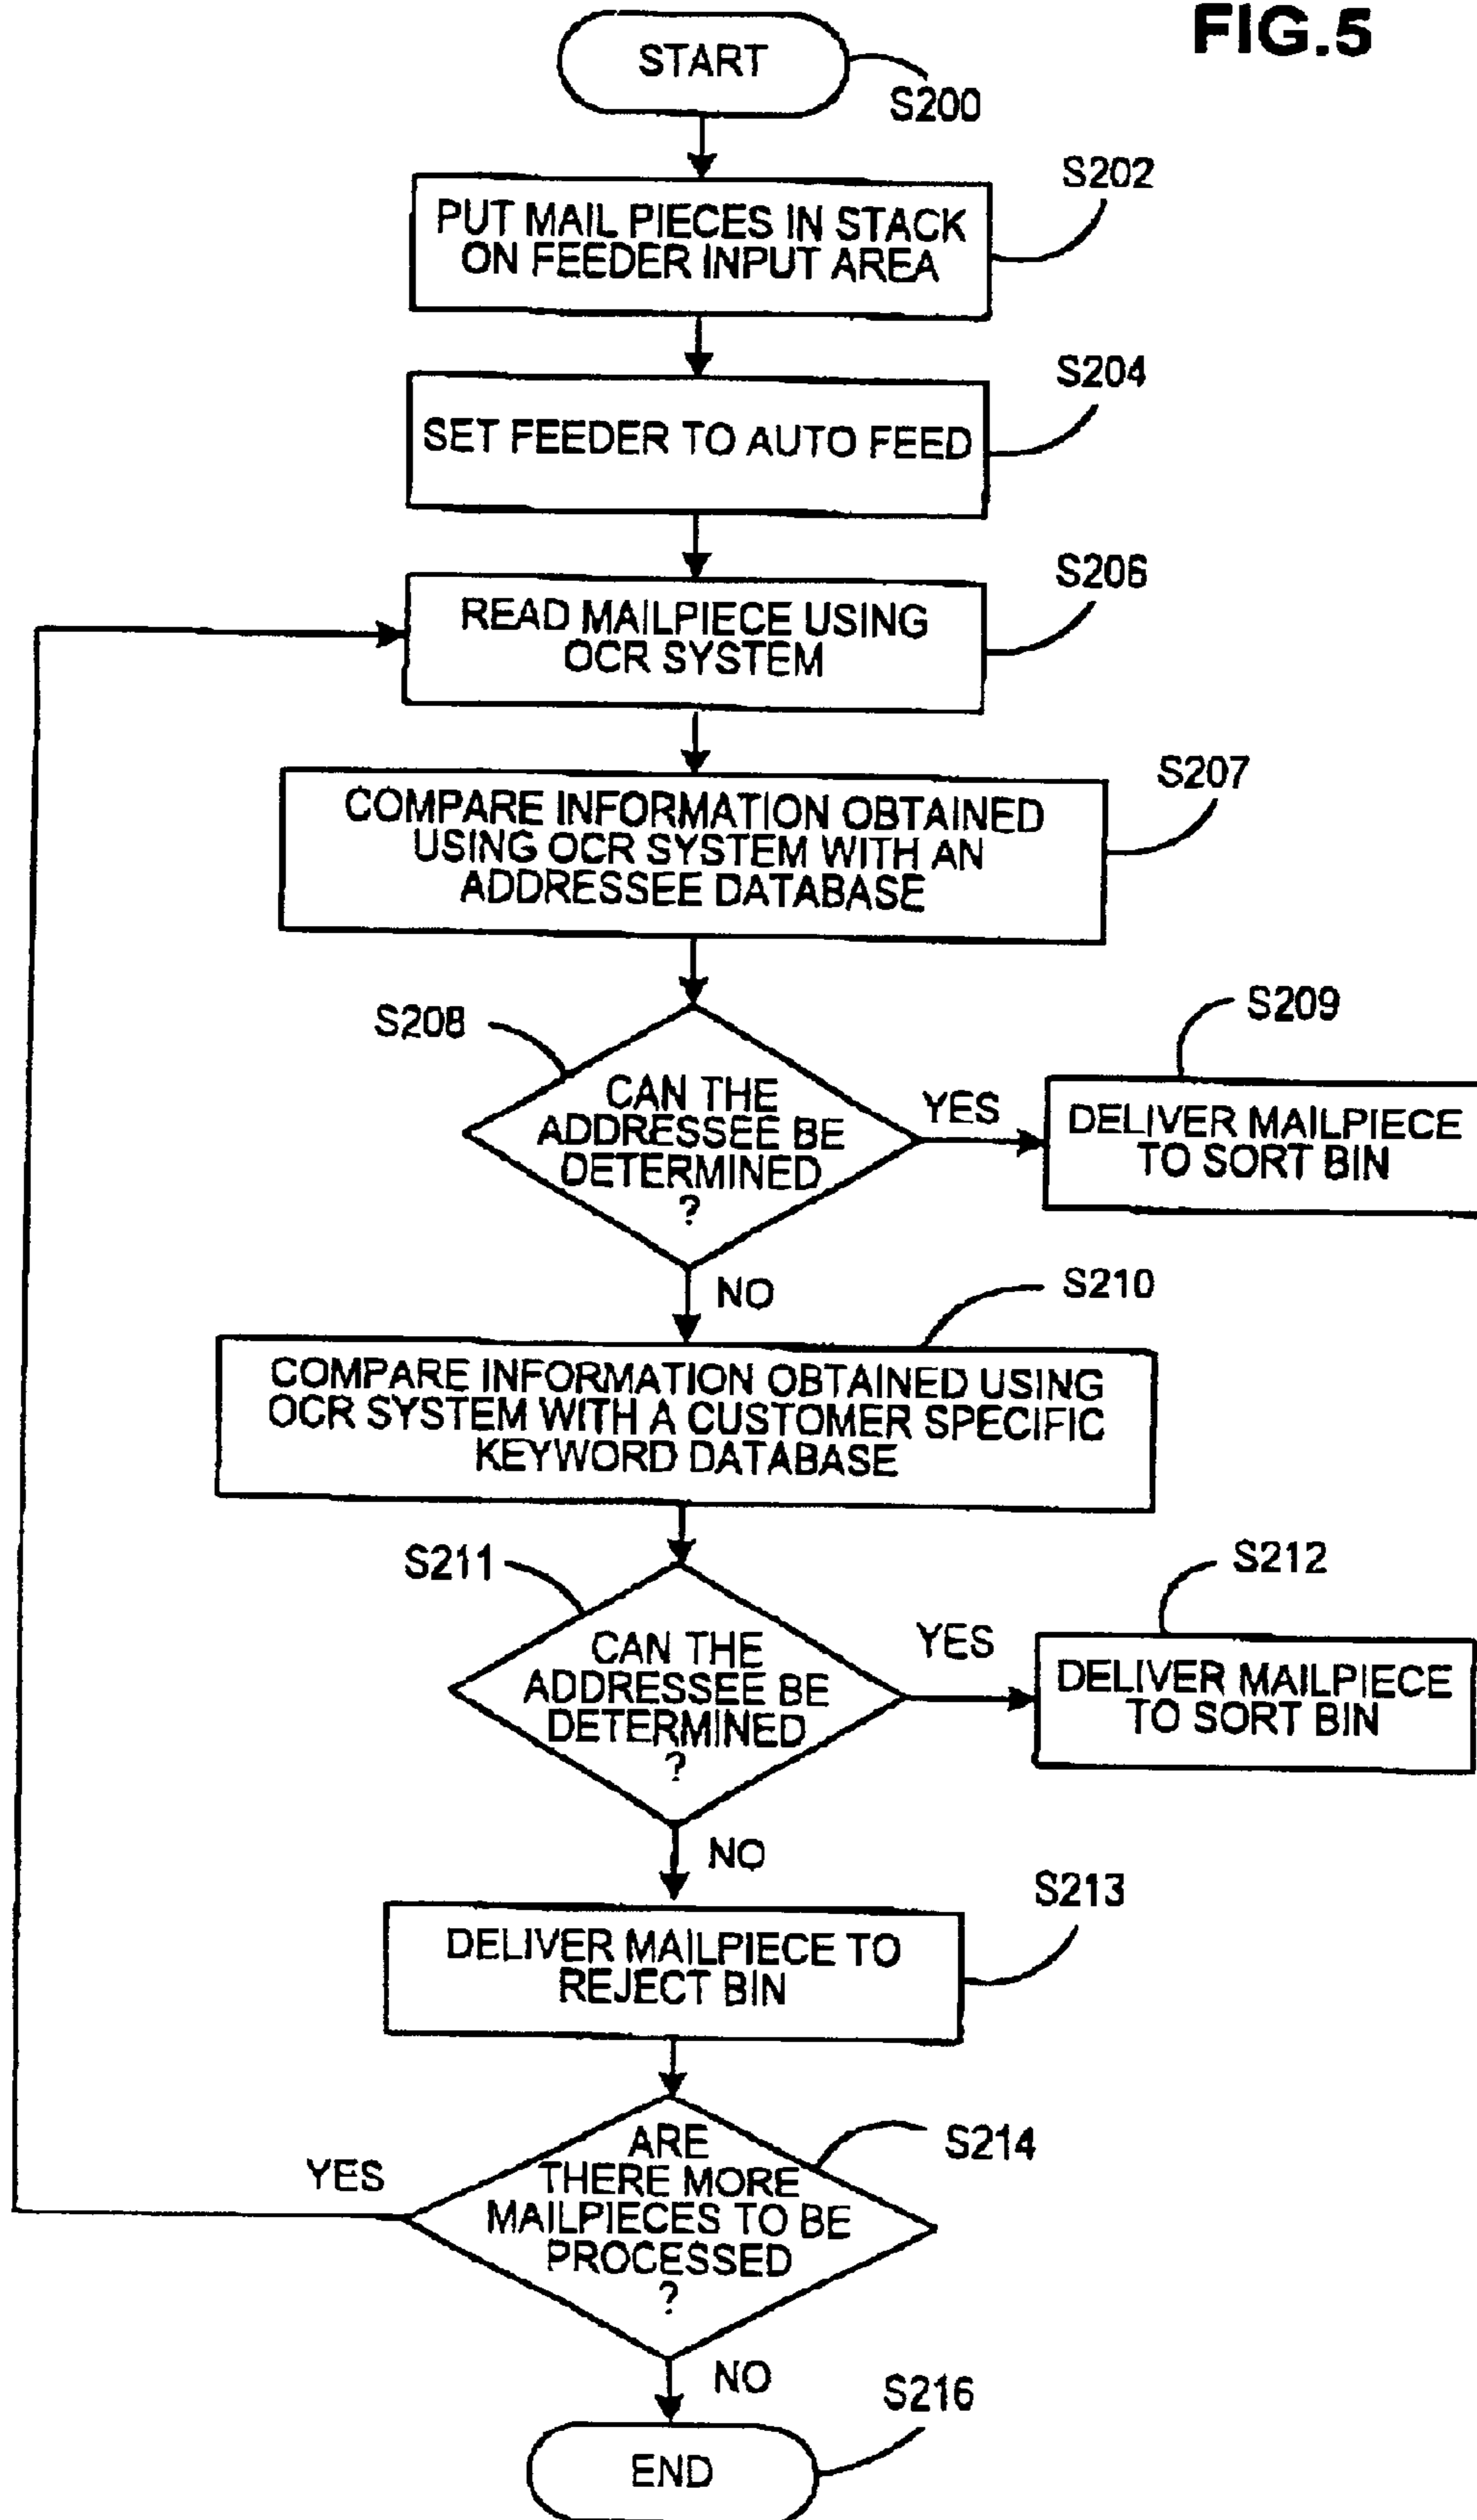 FIG.5
START
S200
S202
PUT MAIL PIECES IN STACK
ON FEEDER INPUT AREA
S204
SET FEEDER TO AUTO FEED
S206
READ MAILPIECE USING
OCR SYSTEM
S207
COMPARE INFORMATION OBTAINED
USING OCR SYSTEM WITH AN
ADDRESSEE DATABASE
S208
CAN THE
ADDRESSEE BE
DETERMINED
?
YES
S209
DELIVER MAILPIECE
TO SORT BIN
NO
S210
COMPARE INFORMATION OBTAINED USING
OCR SYSTEM WITH A CUSTOMER SPECIFIC
KEYWORD DATABASE
S211
CAN THE
ADDRESSEE BE
DETERMINED
?
YES
S212
DELIVER MAILPIECE
TO SORT BIN
NO
S213
DELIVER MAILPIECE TO
REJECT BIN
S214
ARE
THERE MORE
MAILPIECES TO BE
PROCESSED
?
YES
NO
S216
END